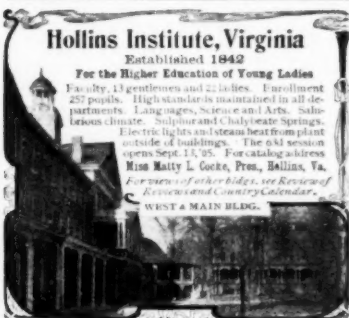 Hollins Institute, Virginia
Established 1842
For the Higher Education of Young Ladies
Faculty, 13 gentlemen and 22 ladies. Enrollment
257 pupils. High standards maintained in all de-
partments. Languages, Science and Arts. Salu-
brious climate. Sulphur and Chalybeate Springs.
Electric lights and steam heat from plant
outside of buildings. The session
opens Sept. '05. For catalog address
Miss Matty L. Cocke, Pres., Hollins, Va.
For views of other bldgs. see Review of
Reviews and Country Calendar.
WEST & MAIN BLDG.